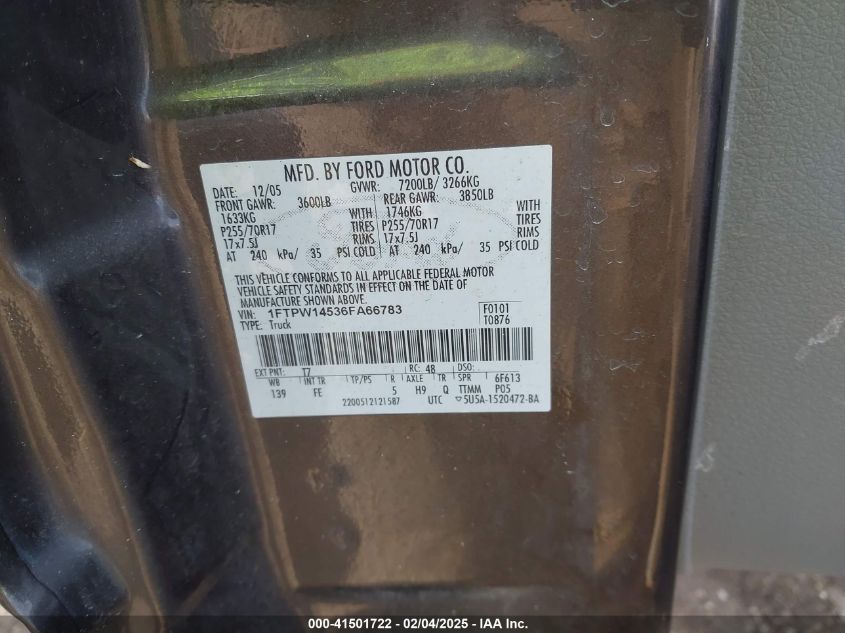 MFD. BY FORD MOTOR CO.
DATE: 12/05 GVWR: 7200LB/ 3266KG
FRONT GAWR: 3600LB REAR GAWR: 3850LB
1633KG WITH 1746KG WITH
P255/70R17 TIRES P255/70R17 TIRES
17x7.5J RIMS 17x7.5J RIMS
AT 240 kPa/ 35 PSI COLD AT 240 kPa/ 35 PSI COLD
THIS VEHICLE CONFORMS TO ALL APPLICABLE FEDERAL MOTOR
VEHICLE SAFETY STANDARDS IN EFFECT ON THE DATE OF
MANUFACTURE SHOWN ABOVE.
VIN: 1FTPW14536FA66783 F0101
TYPE: Truck T0876
EXT PNT: T7 RC: 48 DSO:
WB INT TR TP/PS R AXLE TR SPR 6F613
139 FE 5 H9 Q TTMM P05
2200512121587 UTC ▽5U5A-1520472-BA
000-41501722 - 02/04/2025 - IAA Inc.